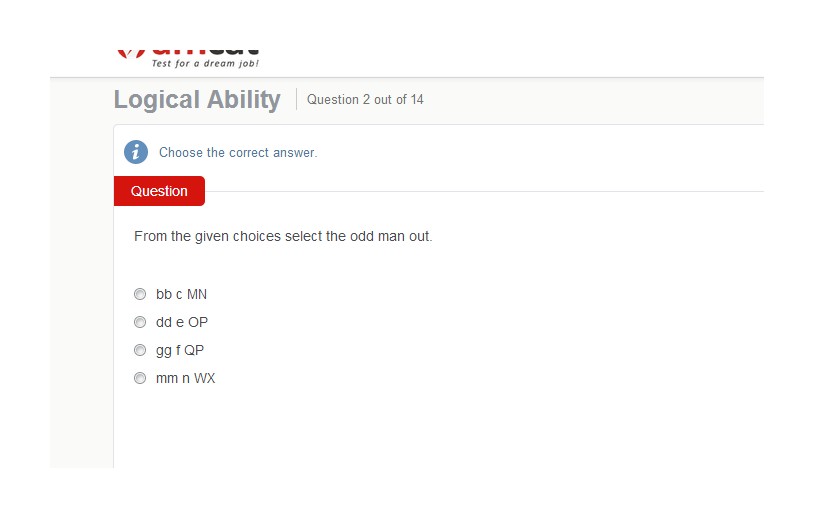 Test for a dream job!
Logical Ability
Question 2 out of 14
Choose the correct answer.
Question
From the given choices select the odd man out.
bb c MN
dd e OP
gg f QP
mm n WX